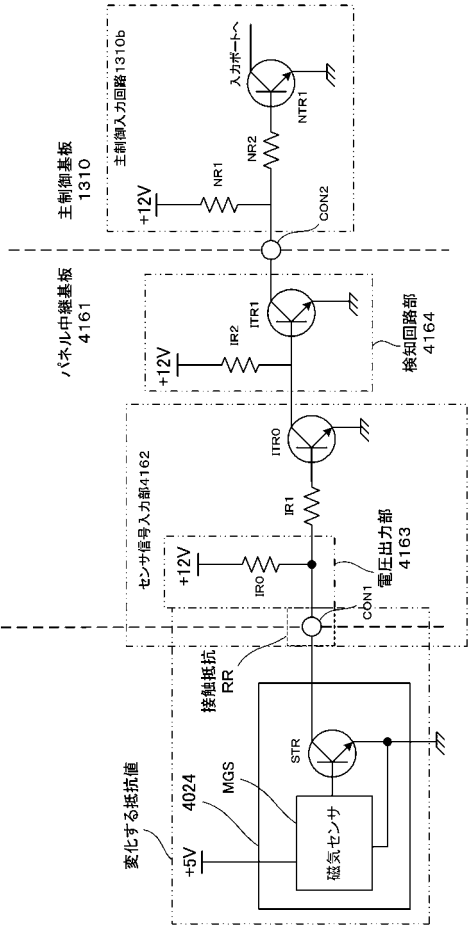 主制御基板
1310
主制御入力回路1310b
+12V
NR1
NR2
NTR1
入力ポートへ
CON2
パネル中継基板
4161
+12V
IR2
ITR1
検知回路部
4164
センサ信号入力部4162
+12V
IR0
IR1
ITR0
電圧出力部
4163
CON1
接触抵抗
RR
変化する抵抗値
+5V
4024
MGS
STR
磁気センサ